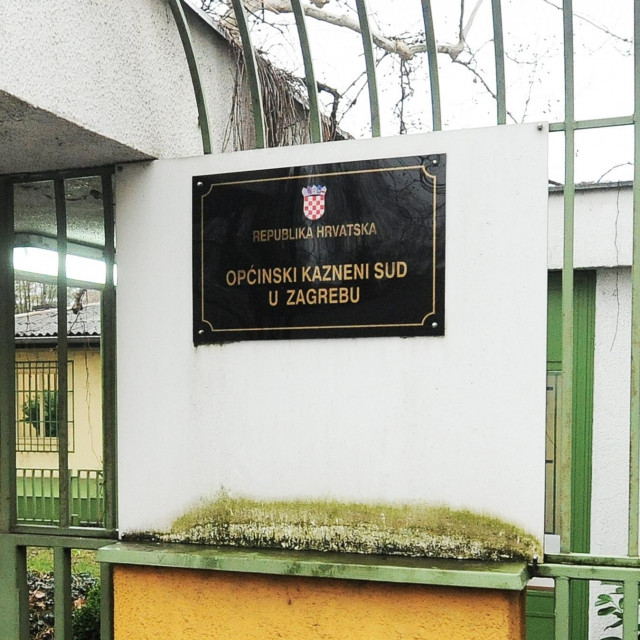 REPUBLIKA HRVATSKA
OPĆINSKI KAZNENI SUD
U ZAGREBU